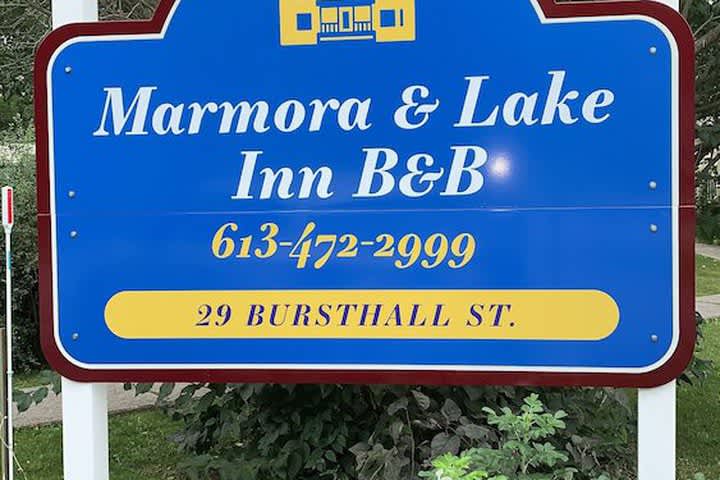 Marmora & Lake
Inn B&B
613-472-2999
29 BURSTHALL ST.